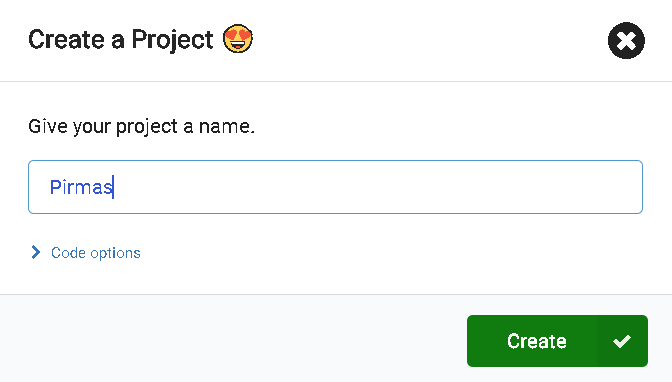 Create a Project 😍
Give your project a name.
Pirmas
Code options
Create